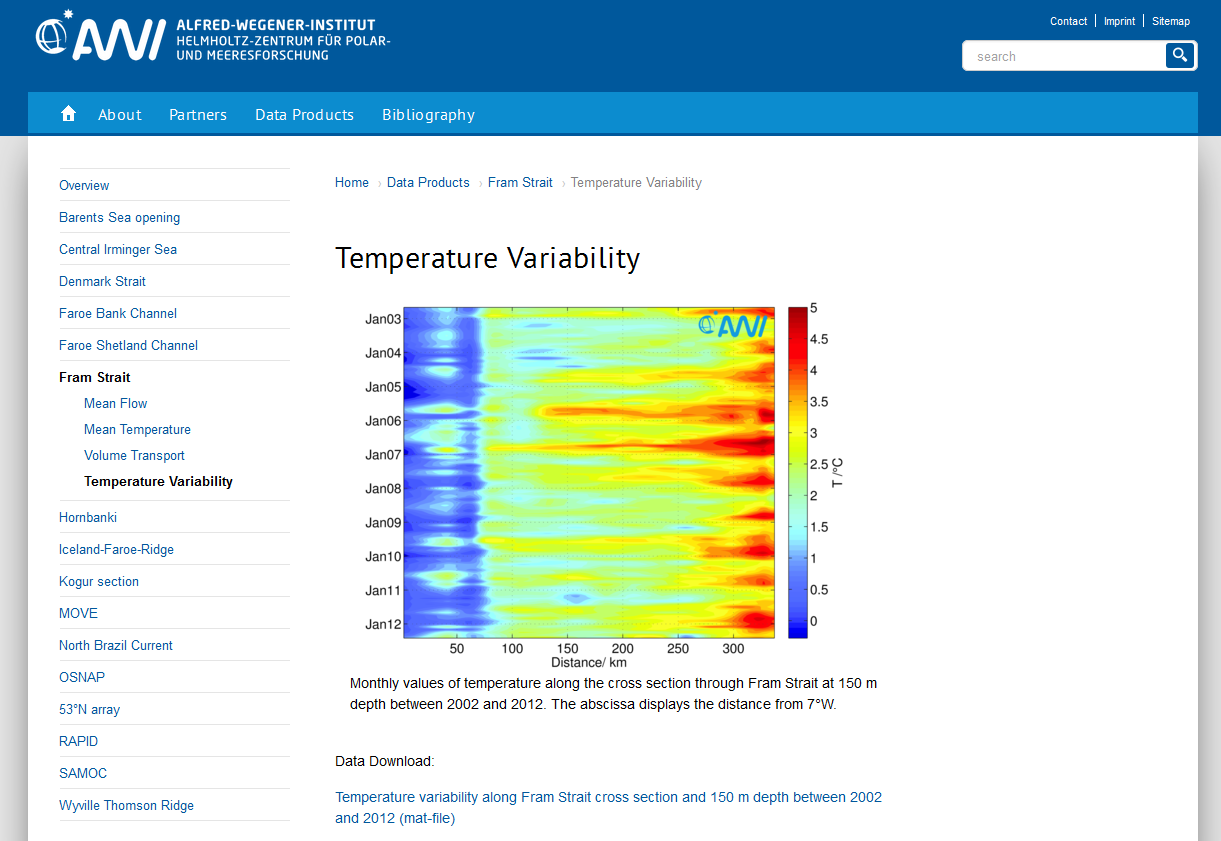 AWI
ALFRED-WEGENER-INSTITUT
HELMHOLTZ-ZENTRUM FÜR POLAR-
UND MEERESFORSCHUNG
Contact | Imprint | Sitemap
search
About Partners Data Products Bibliography
Overview
Barents Sea opening
Central Irminger Sea
Denmark Strait
Faroe Bank Channel
Faroe Shetland Channel
Fram Strait
Mean Flow
Mean Temperature
Volume Transport
Temperature Variability
Hornbanki
Iceland-Faroe-Ridge
Kogur section
MOVE
North Brazil Current
OSNAP
53°N array
RAPID
SAMOC
Wyville Thomson Ridge
Home › Data Products › Fram Strait › Temperature Variability
Temperature Variability
AWI
Jan03
Jan04
Jan05
Jan06
Jan07
Jan08
Jan09
Jan10
Jan11
Jan12
50 100 150 200 250 300
Distance/ km
5
4.5
4
3.5
3
2.5
2
1.5
1
0.5
0
T /°C
Monthly values of temperature along the cross section through Fram Strait at 150 m
depth between 2002 and 2012. The abscissa displays the distance from 7°W.
Data Download:
Temperature variability along Fram Strait cross section and 150 m depth between 2002
and 2012 (mat-file)